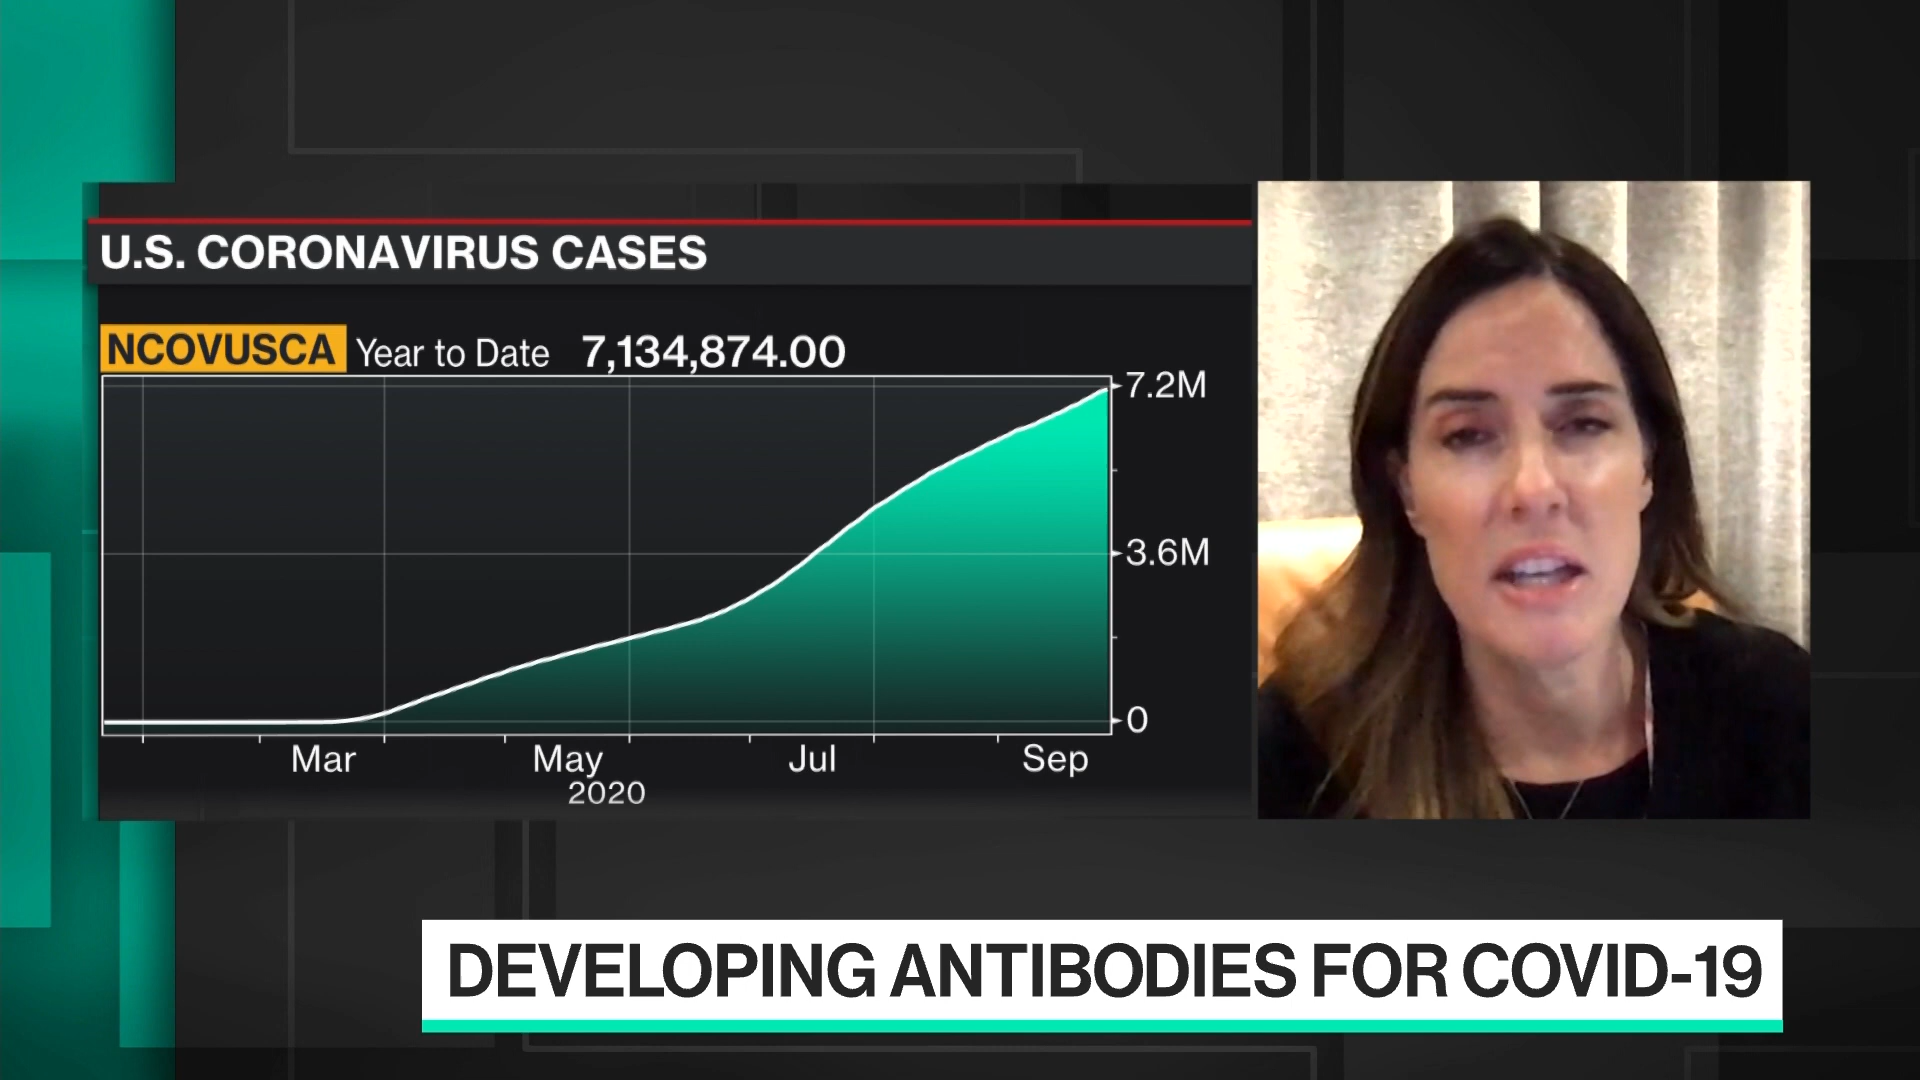 U.S. CORONAVIRUS CASES
NCOVUSCA Year to Date 7,134,874.00
7.2M
3.6M
0
Mar May Jul Sep
2020
DEVELOPING ANTIBODIES FOR COVID-19